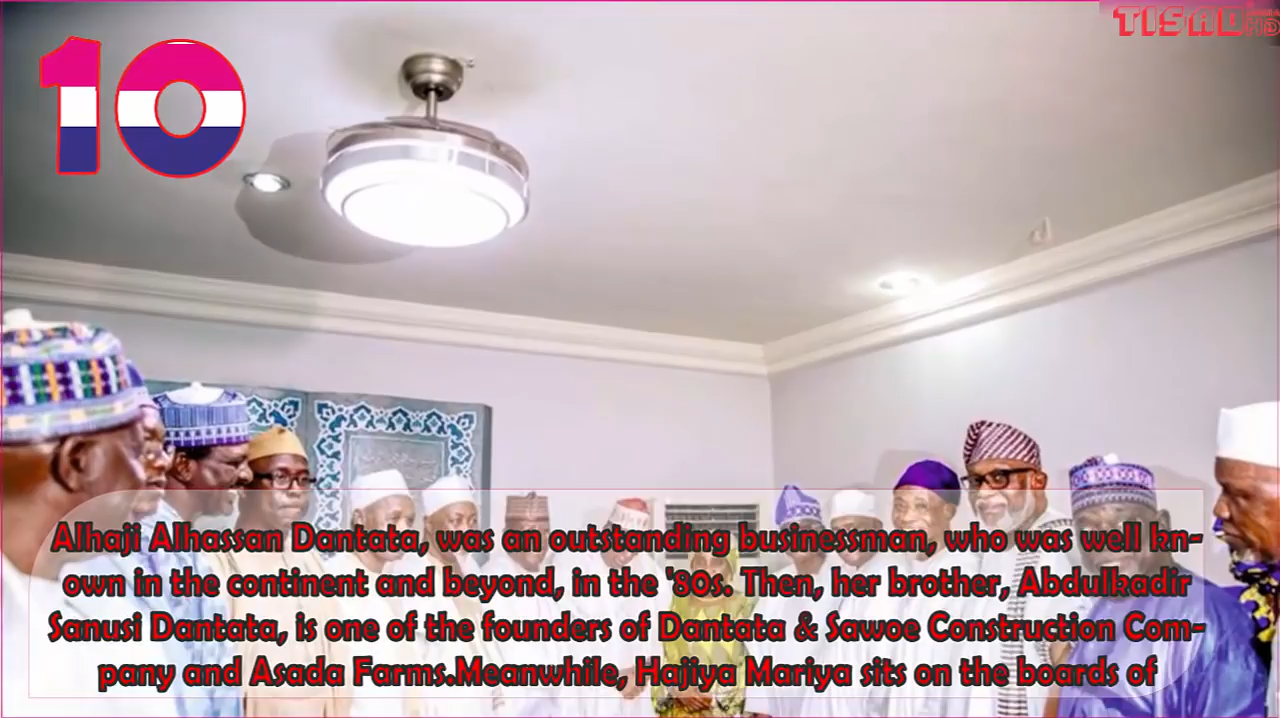 10
TISAD
HD
Alhaji Alhassan Dantata, was an outstanding businessman, who was well kn-
own in the continent and beyond, in the '80s. Then, her brother, Abdulkadir
Sanusi Dantata, is one of the founders of Dantata & Sawoe Construction Com-
pany and Asada Farms.Meanwhile, Hajiya Mariya sits on the boards of